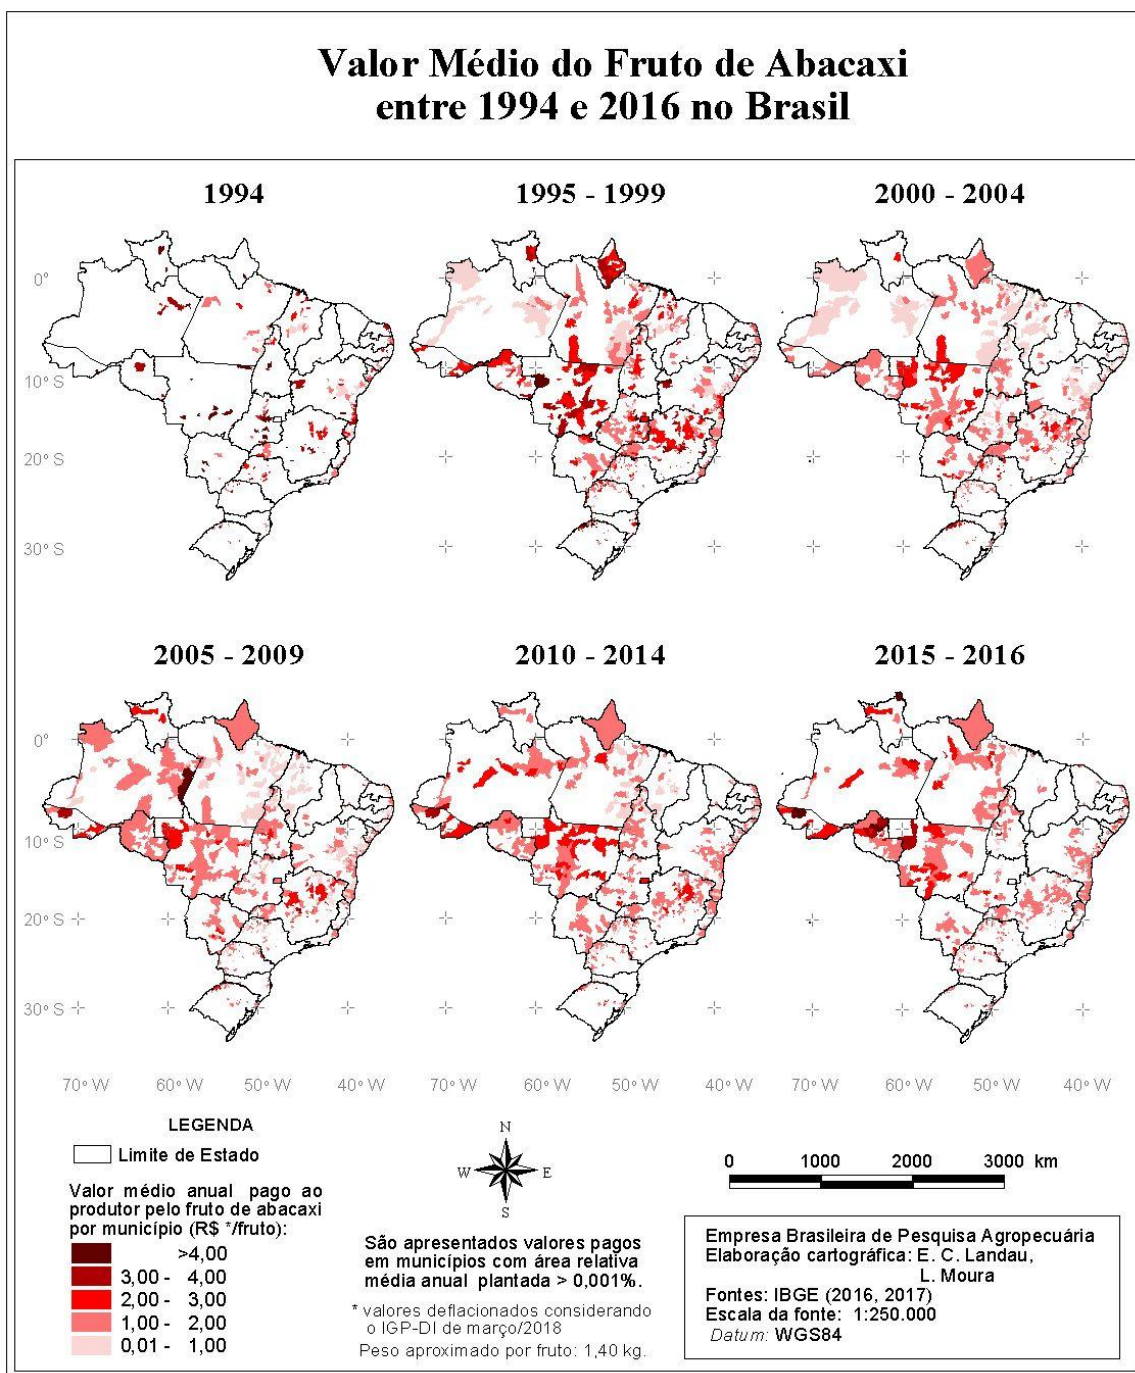 Valor Médio do Fruto de Abacaxi
entre 1994 e 2016 no Brasil
1994
1995 - 1999
2000 - 2004
0°
10° S
20° S
30° S
2005 - 2009
2010 - 2014
2015 - 2016
0°
10° S
20° S
30° S
70° W 60° W 50° W 40° W
70° W 60° W 50° W 40° W
70° W 60° W 50° W 40° W
LEGENDA
Limite de Estado
Valor médio anual pago ao
produtor pelo fruto de abacaxi
por município (R$ */fruto):
>4,00
3,00 - 4,00
2,00 - 3,00
1,00 - 2,00
0,01 - 1,00
N
W E
S
São apresentados valores pagos
em municípios com área relativa
média anual plantada > 0,001%.
* valores deflacionados considerando
o IGP-DI de março/2018
Peso aproximado por fruto: 1,40 kg.
0 1000 2000 3000 km
Empresa Brasileira de Pesquisa Agropecuária
Elaboração cartográfica: E. C. Landau,
L. Moura
Fontes: IBGE (2016, 2017)
Escala da fonte: 1:250.000
Datum: WGS84